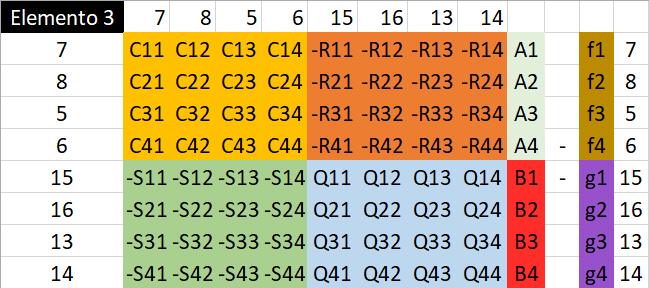 Elemento 3 7 8 5 6 15 16 13 14
7 C11 C12 C13 C14 -R11 -R12 -R13 -R14 A1 f1 7
8 C21 C22 C23 C24 -R21 -R22 -R23 -R24 A2 f2 8
5 C31 C32 C33 C34 -R31 -R32 -R33 -R34 A3 f3 5
6 C41 C42 C43 C44 -R41 -R42 -R43 -R44 A4 - f4 6
15 -S11 -S12 -S13 -S14 Q11 Q12 Q13 Q14 B1 - g1 15
16 -S21 -S22 -S23 -S24 Q21 Q22 Q23 Q24 B2 g2 16
13 -S31 -S32 -S33 -S34 Q31 Q32 Q33 Q34 B3 g3 13
14 -S41 -S42 -S43 -S44 Q41 Q42 Q43 Q44 B4 g4 14